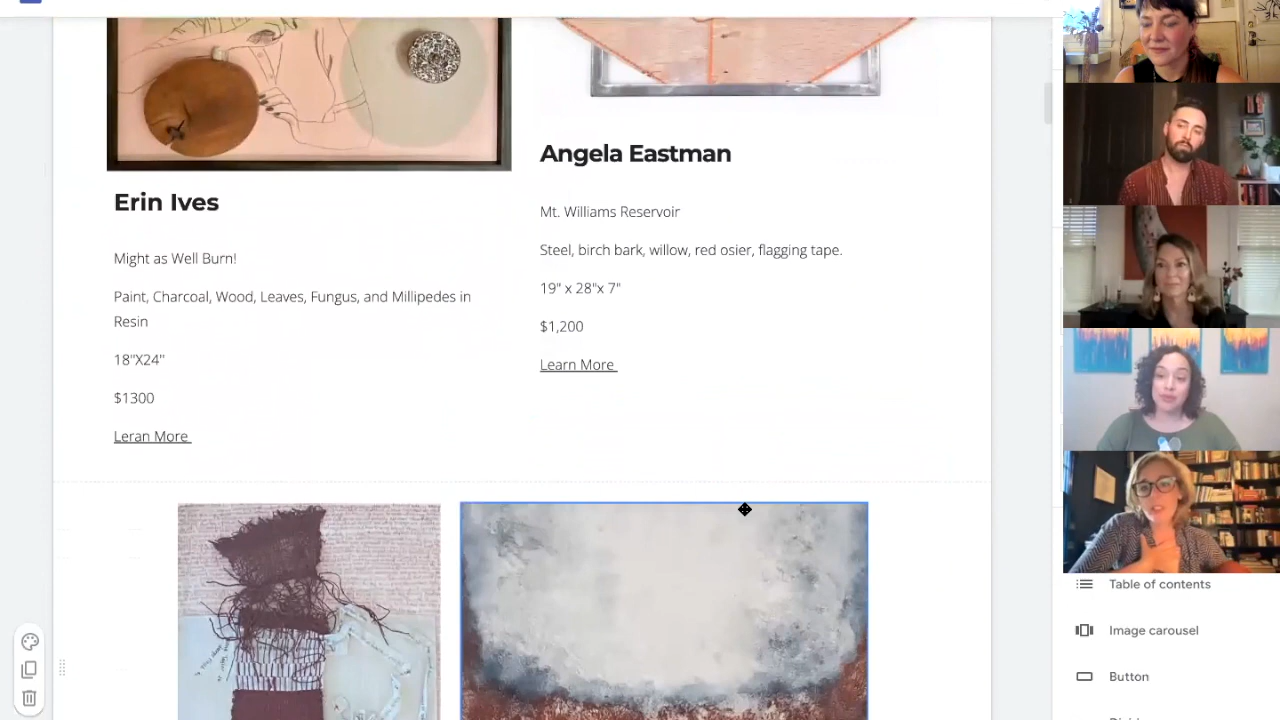 Erin Ives
Might as Well Burn!
Paint, Charcoal, Wood, Leaves, Fungus, and Millipedes in
Resin
18"X24"
$1300
Leran More
Angela Eastman
Mt. Williams Reservoir
Steel, birch bark, willow, red osier, flagging tape.
19" x 28"x 7"
$1,200
Learn More
Table of contents
Image carousel
Button